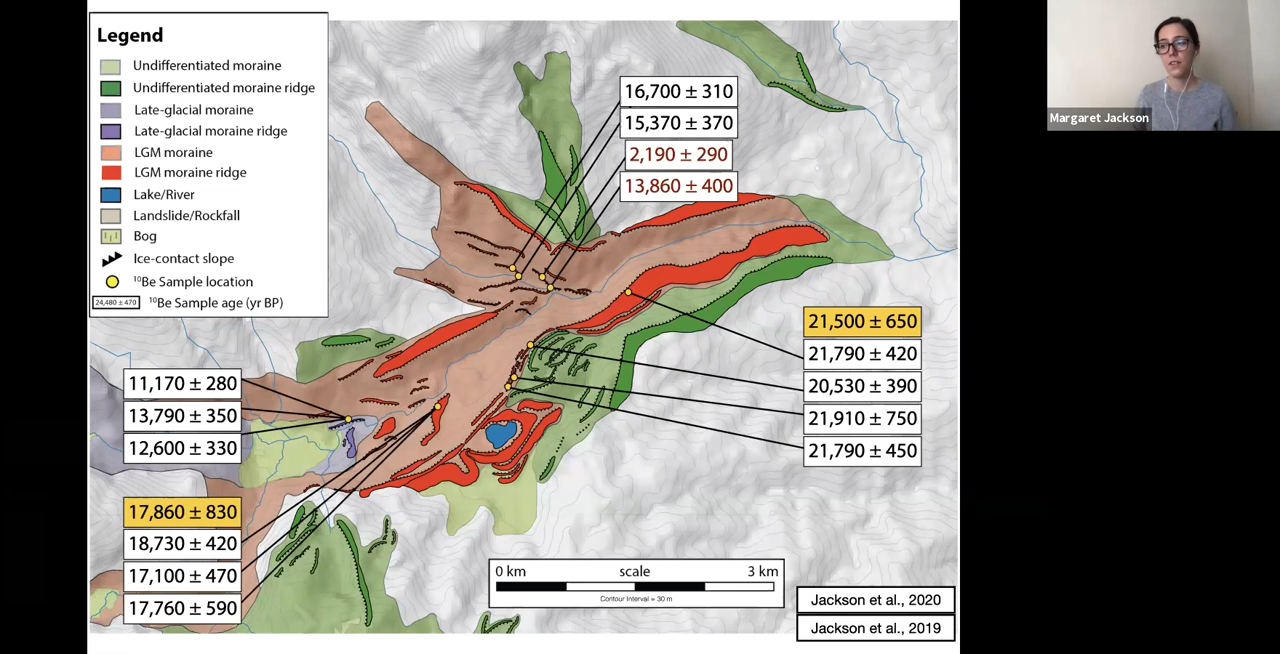 Legend
Undifferentiated moraine
Undifferentiated moraine ridge
Late-glacial moraine
Late-glacial moraine ridge
LGM moraine
LGM moraine ridge
Lake/River
Landslide/Rockfall
Bog
Ice-contact slope
¹⁰Be Sample location
24,480 ± 470 ¹⁰Be Sample age (yr BP)
16,700 ± 310
15,370 ± 370
2,190 ± 290
13,860 ± 400
21,500 ± 650
21,790 ± 420
20,530 ± 390
21,910 ± 750
21,790 ± 450
11,170 ± 280
13,790 ± 350
12,600 ± 330
17,860 ± 830
18,730 ± 420
17,100 ± 470
17,760 ± 590
0 km scale 3 km
Contour Interval = 30 m
Jackson et al., 2020
Jackson et al., 2019
Margaret Jackson